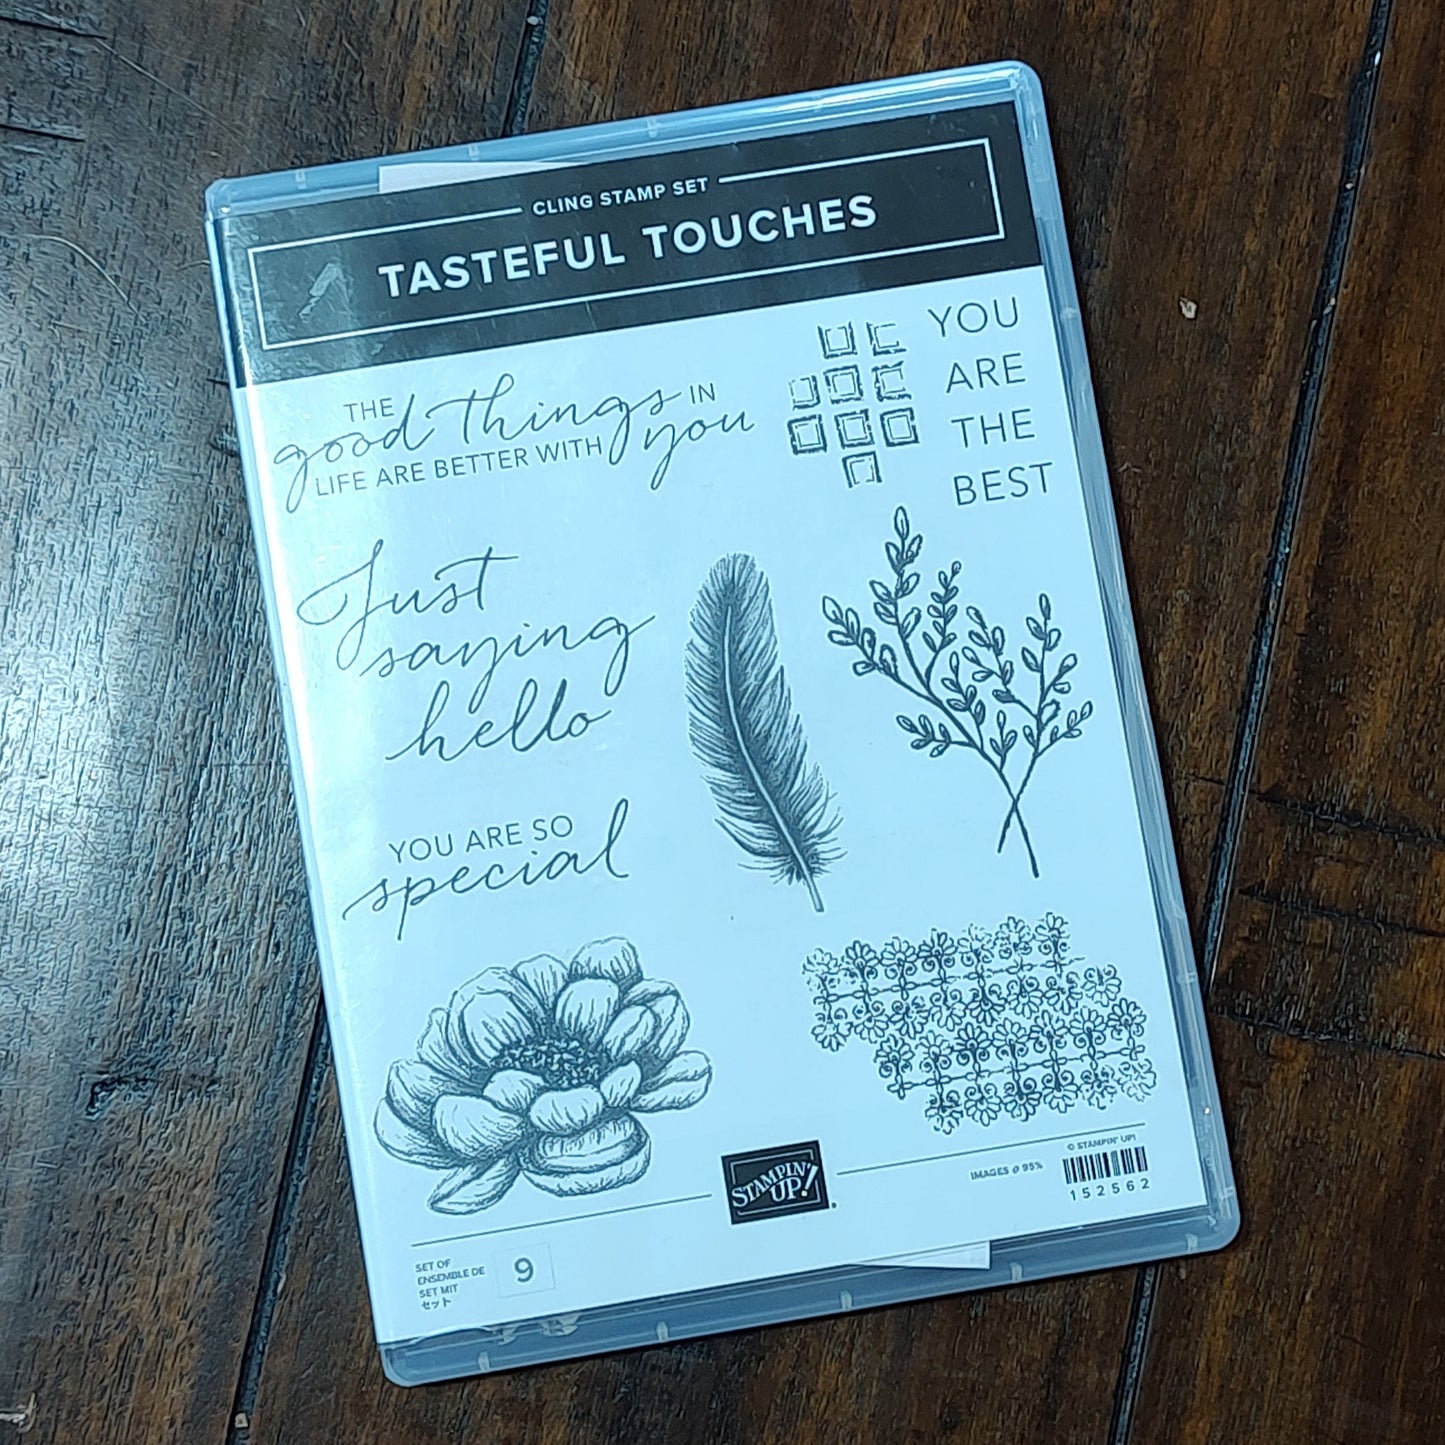 CLING STAMP SET
TASTEFUL TOUCHES
THE
good things IN
LIFE ARE BETTER WITH you
YOU
ARE
THE
BEST
Just
saying
hello
YOU ARE SO
special
STAMPIN'
UP!
IMAGES @ 95%
© STAMPIN' UP!
152562
SET OF
ENSEMBLE DE
SET MIT
セット
9